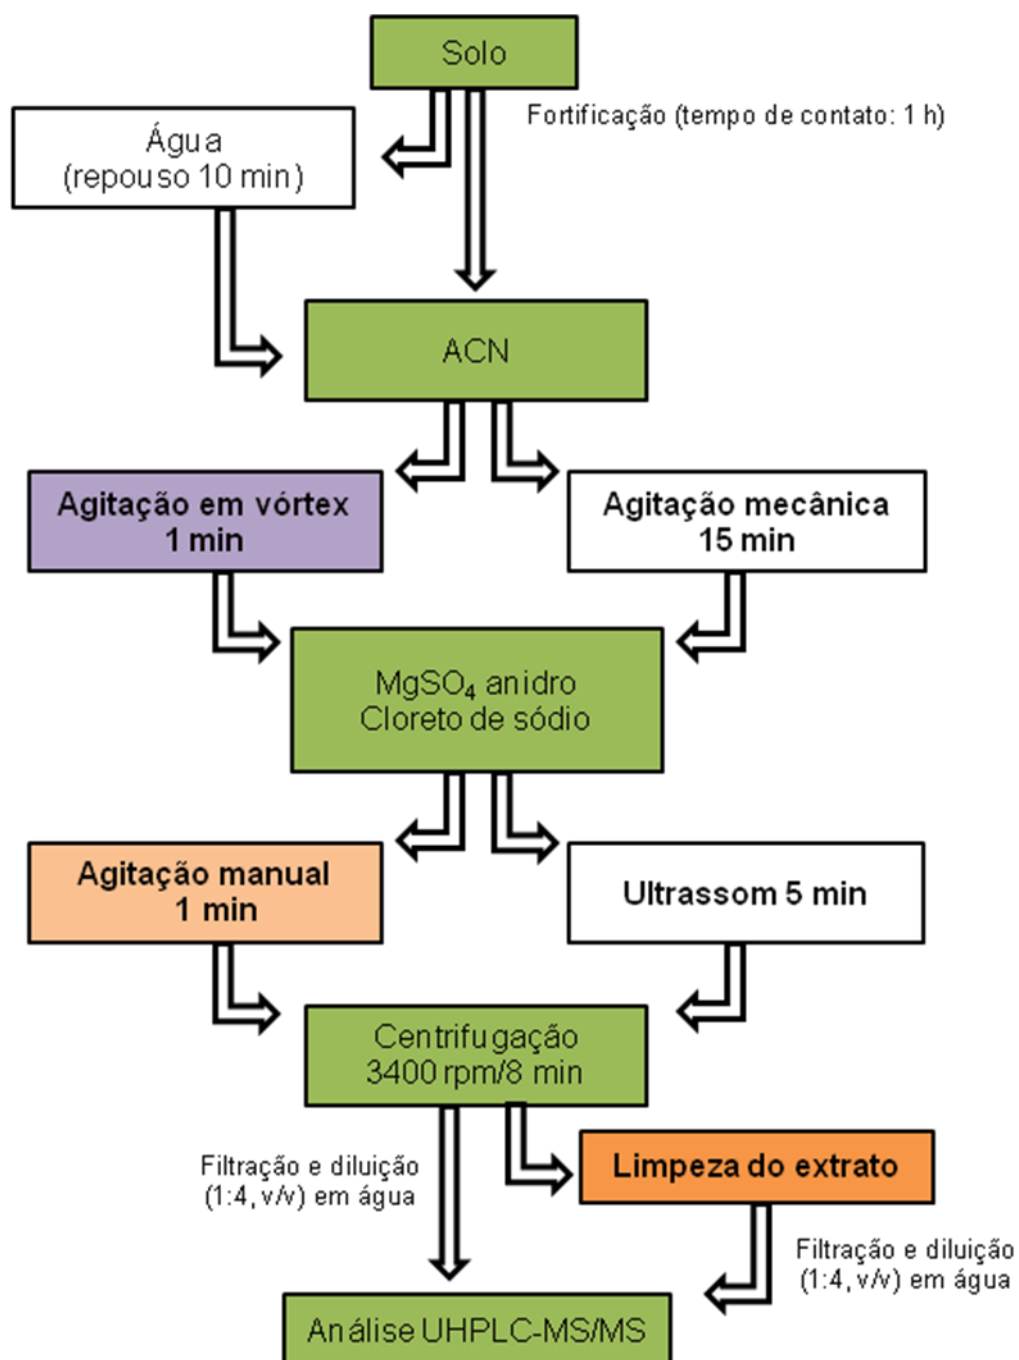 Solo
Fortificação (tempo de contato: 1 h)
Água
(repouso 10 min)
ACN
Agitação em vórtex
1 min
Agitação mecânica
15 min
MgSO₄ anidro
Cloreto de sódio
Agitação manual
1 min
Ultrassom 5 min
Centrifugação
3400 rpm/8 min
Filtração e diluição
(1:4, v/v) em água
Limpeza do extrato
Filtração e diluição
(1:4, v/v) em água
Análise UHPLC-MS/MS